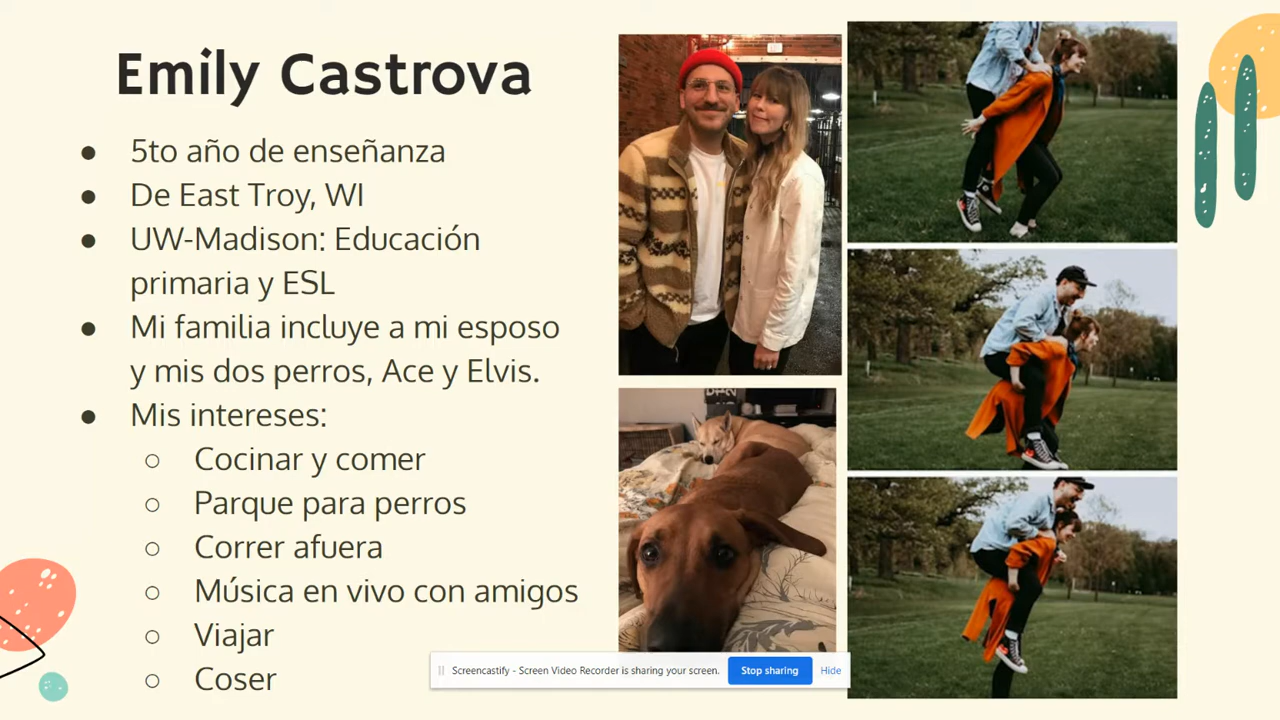 Emily Castrova
● 5to año de enseñanza
● De East Troy, WI
● UW-Madison: Educación
primaria y ESL
● Mi familia incluye a mi esposo
y mis dos perros, Ace y Elvis.
● Mis intereses:
○ Cocinar y comer
○ Parque para perros
○ Correr afuera
○ Música en vivo con amigos
○ Viajar
○ Coser
Screencastify - Screen Video Recorder is sharing your screen. Stop sharing Hide